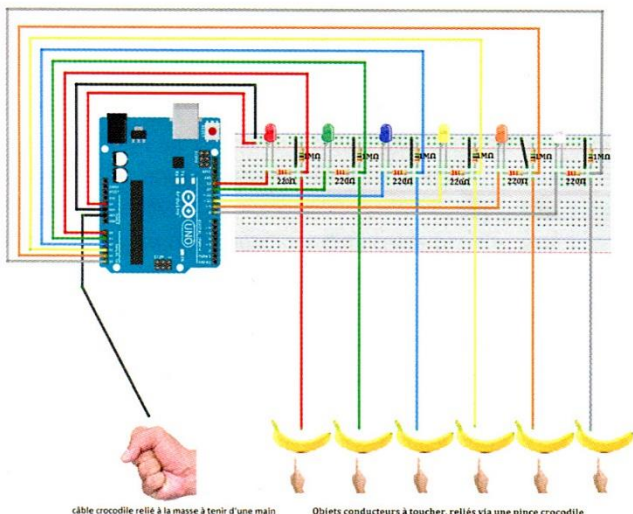 1MΩ 1MΩ 1MΩ 1MΩ 1MΩ 1MΩ
220Ω 220Ω 220Ω 220Ω 220Ω 220Ω
UNO
câble crocodile relié à la masse à tenir d'une main
Objets conducteurs à toucher, reliés via une pince crocodile